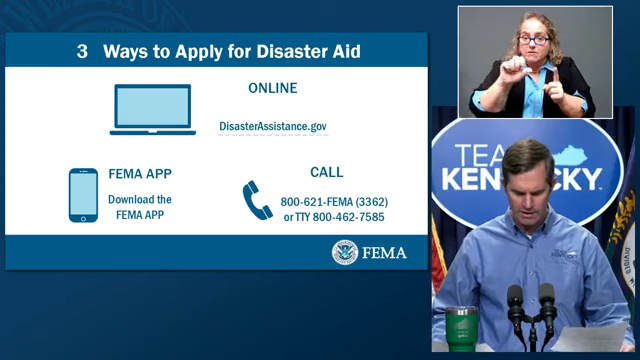 3 Ways to Apply for Disaster Aid
ONLINE
DisasterAssistance.gov
FEMA APP
Download the
FEMA APP
CALL
800-621-FEMA (3362)
or TTY 800-462-7585
FEMA
TEA
KENTUCKY